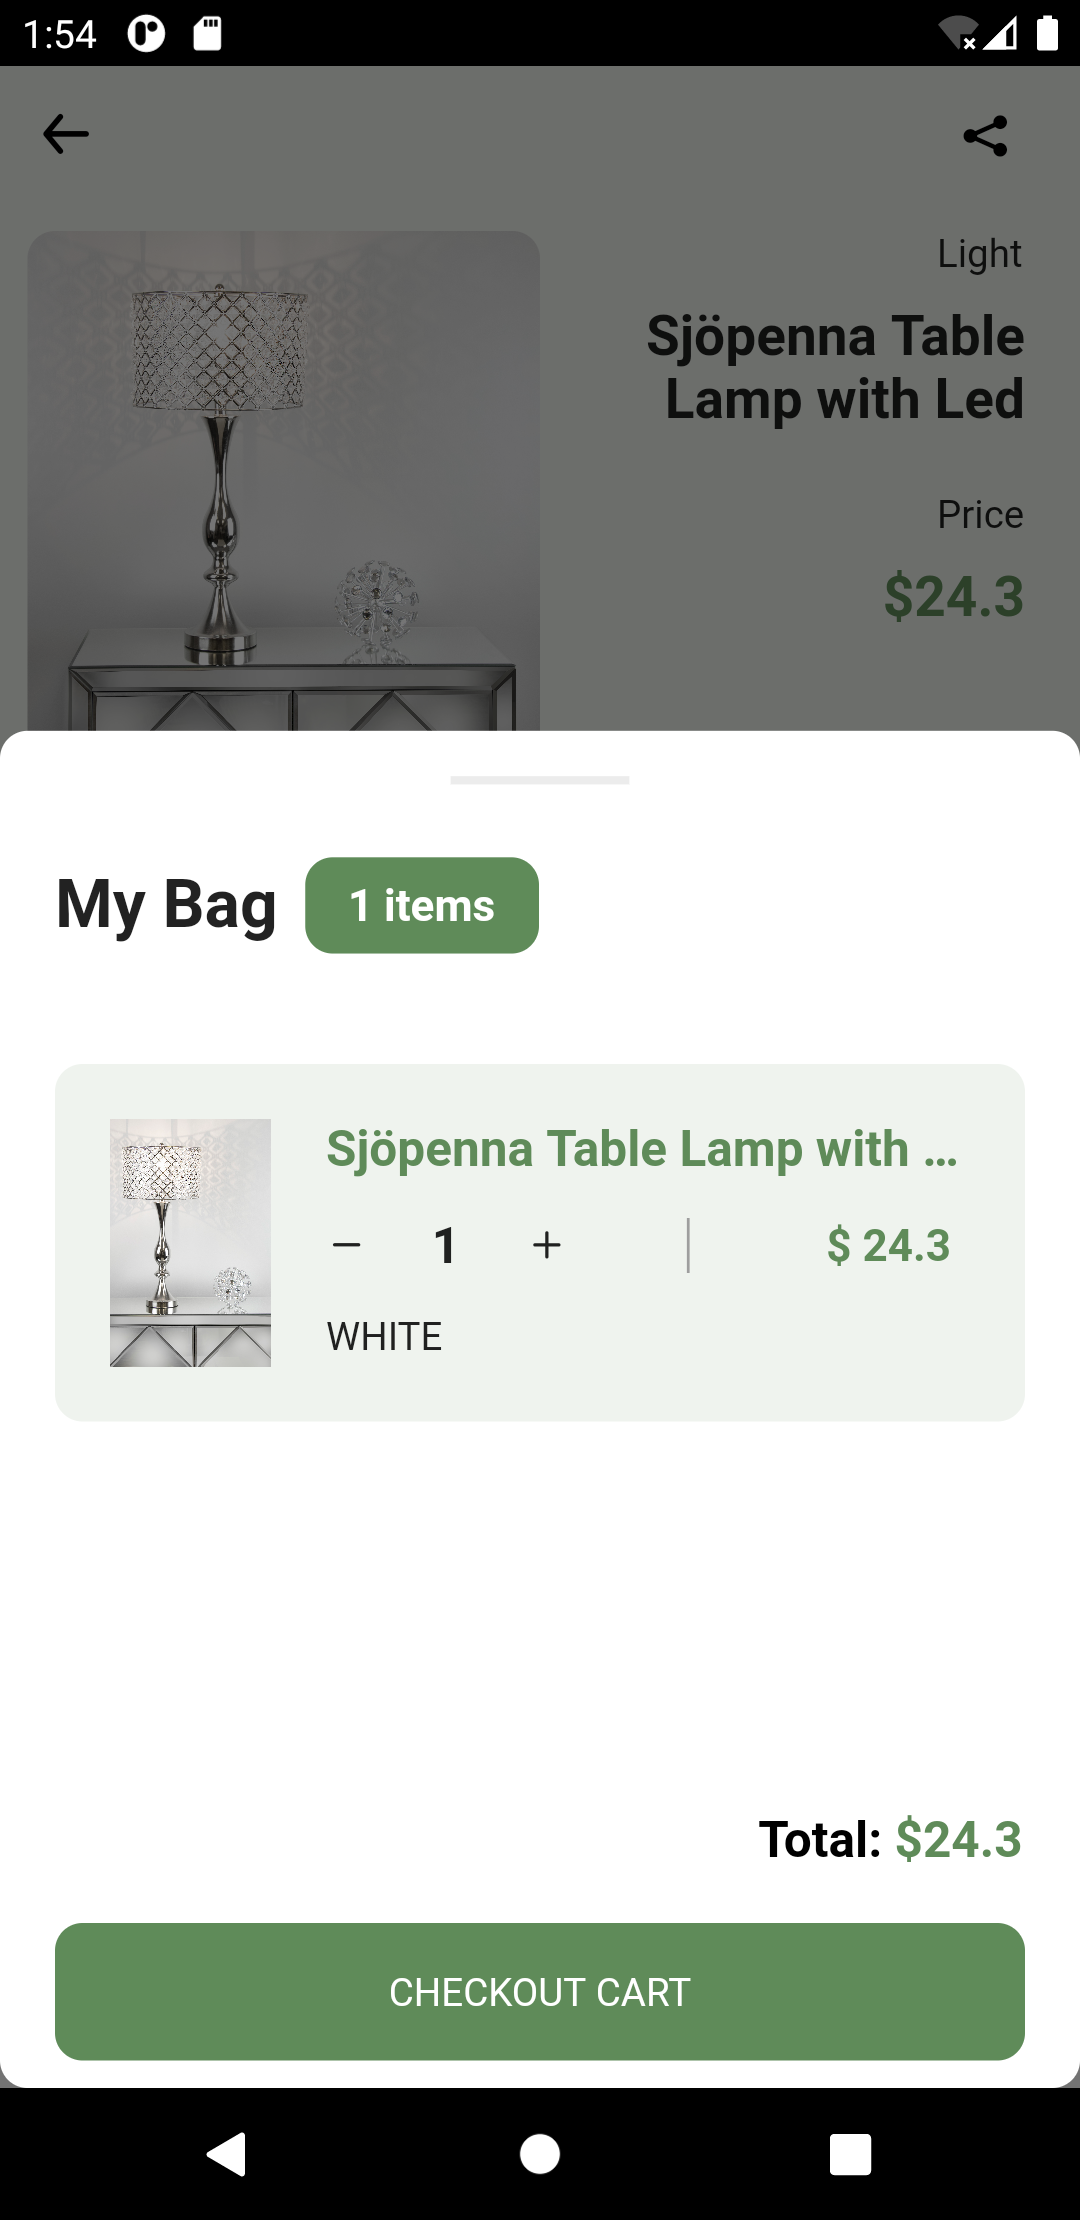 1:54
Light
Sjöpenna Table
Lamp with Led
Price
$24.3
My Bag
1 items
Sjöpenna Table Lamp with ...
1
$ 24.3
WHITE
Total: $24.3
CHECKOUT CART